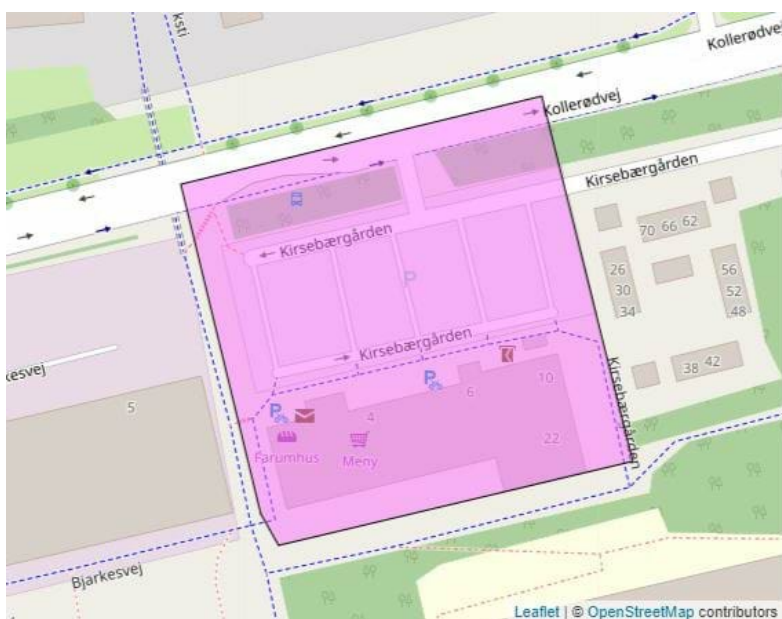 ksti
Kollerødvej
Kollerødvej
Kirsebærgården
70 66 62
Kirsebærgården
P
26
56
30
52
34
48
Kirsebærgården
kesvej
Kirsebærgården
38 42
5
P
P
10
6
4
22
Farumhus
Meny
Bjarkesvej
Leaflet | © OpenStreetMap contributors